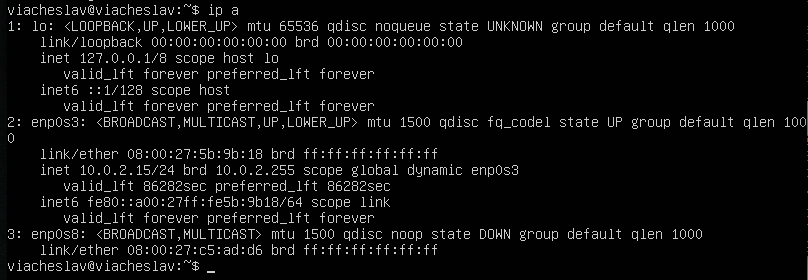 viacheslav@viacheslav:~$ ip a
1: lo: <LOOPBACK,UP,LOWER_UP> mtu 65536 qdisc noqueue state UNKNOWN group default qlen 1000
    link/loopback 00:00:00:00:00:00 brd 00:00:00:00:00:00
    inet 127.0.0.1/8 scope host lo
       valid_lft forever preferred_lft forever
    inet6 ::1/128 scope host
       valid_lft forever preferred_lft forever
2: enp0s3: <BROADCAST,MULTICAST,UP,LOWER_UP> mtu 1500 qdisc fq_codel state UP group default qlen 100
0
    link/ether 08:00:27:5b:9b:18 brd ff:ff:ff:ff:ff:ff
    inet 10.0.2.15/24 brd 10.0.2.255 scope global dynamic enp0s3
       valid_lft 86282sec preferred_lft 86282sec
    inet6 fe80::a00:27ff:fe5b:9b18/64 scope link
       valid_lft forever preferred_lft forever
3: enp0s8: <BROADCAST,MULTICAST> mtu 1500 qdisc noop state DOWN group default qlen 1000
    link/ether 08:00:27:c5:ad:d6 brd ff:ff:ff:ff:ff:ff
viacheslav@viacheslav:~$ _